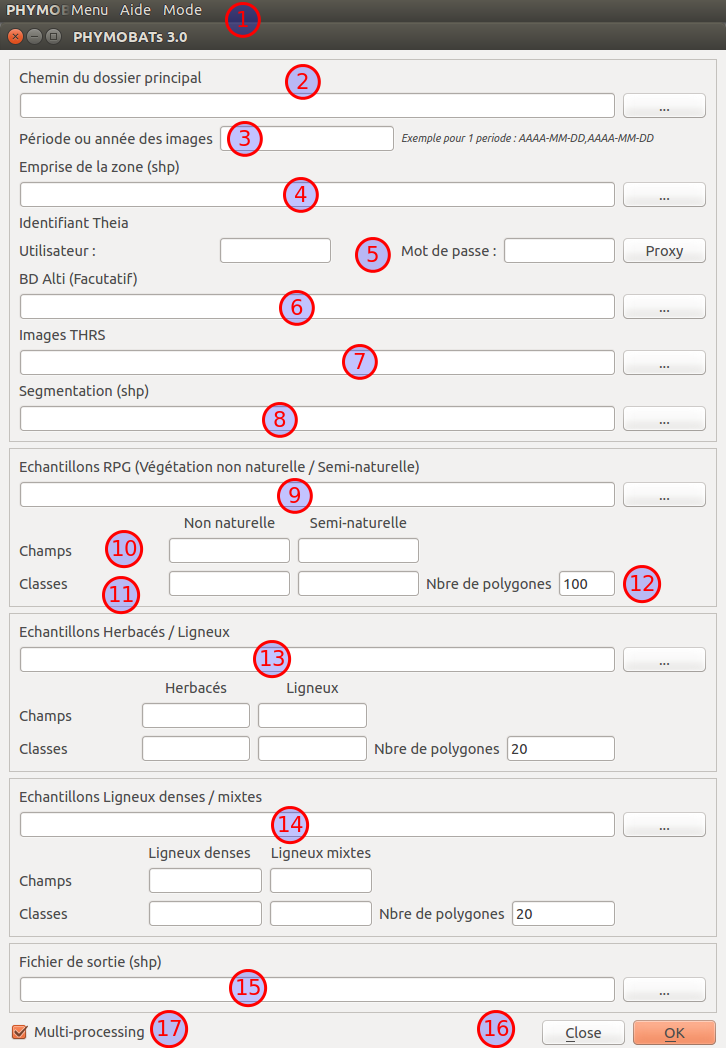 PHYMOB Menu Aide Mode 1
PHYMOBATs 3.0
Chemin du dossier principal 2
...
Période ou année des images 3 Exemple pour 1 periode : AAAA-MM-DD,AAAA-MM-DD
Emprise de la zone (shp)
4 ...
Identifiant Theia
Utilisateur : 5 Mot de passe : Proxy
BD Alti (Facutatif)
6 ...
Images THRS
7 ...
Segmentation (shp)
8 ...
Echantillons RPG (Végétation non naturelle / Semi-naturelle)
9 ...
Non naturelle Semi-naturelle
Champs 10
Classes 11 Nbre de polygones 100 12
Echantillons Herbacés / Ligneux
13 ...
Herbacés Ligneux
Champs
Classes Nbre de polygones 20
Echantillons Ligneux denses / mixtes
14 ...
Ligneux denses Ligneux mixtes
Champs
Classes Nbre de polygones 20
Fichier de sortie (shp)
15 ...
Multi-processing 17 16 Close OK